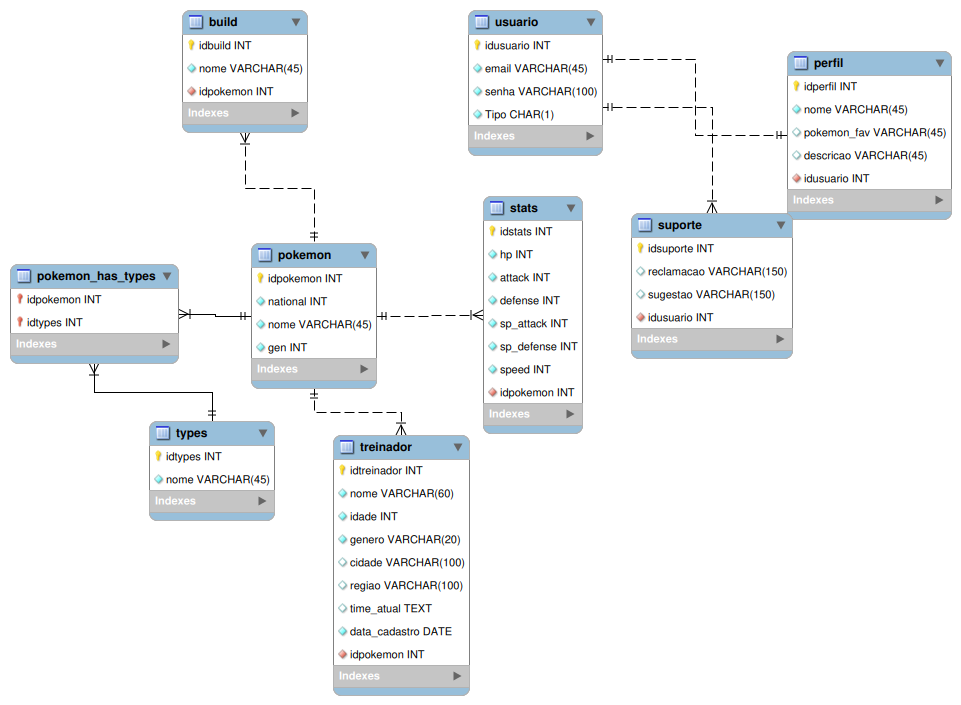 build
idbuild INT
nome VARCHAR(45)
idpokemon INT
Indexes
usuario
idusuario INT
email VARCHAR(45)
senha VARCHAR(100)
Tipo CHAR(1)
Indexes
perfil
idperfil INT
nome VARCHAR(45)
pokemon_fav VARCHAR(45)
descricao VARCHAR(45)
idusuario INT
Indexes
stats
idstats INT
hp INT
attack INT
defense INT
sp_attack INT
sp_defense INT
speed INT
idpokemon INT
Indexes
suporte
idsuporte INT
reclamacao VARCHAR(150)
sugestao VARCHAR(150)
idusuario INT
Indexes
pokemon
idpokemon INT
national INT
nome VARCHAR(45)
gen INT
Indexes
pokemon_has_types
idpokemon INT
idtypes INT
Indexes
types
idtypes INT
nome VARCHAR(45)
Indexes
treinador
idtreinador INT
nome VARCHAR(60)
idade INT
genero VARCHAR(20)
cidade VARCHAR(100)
regiao VARCHAR(100)
time_atual TEXT
data_cadastro DATE
idpokemon INT
Indexes